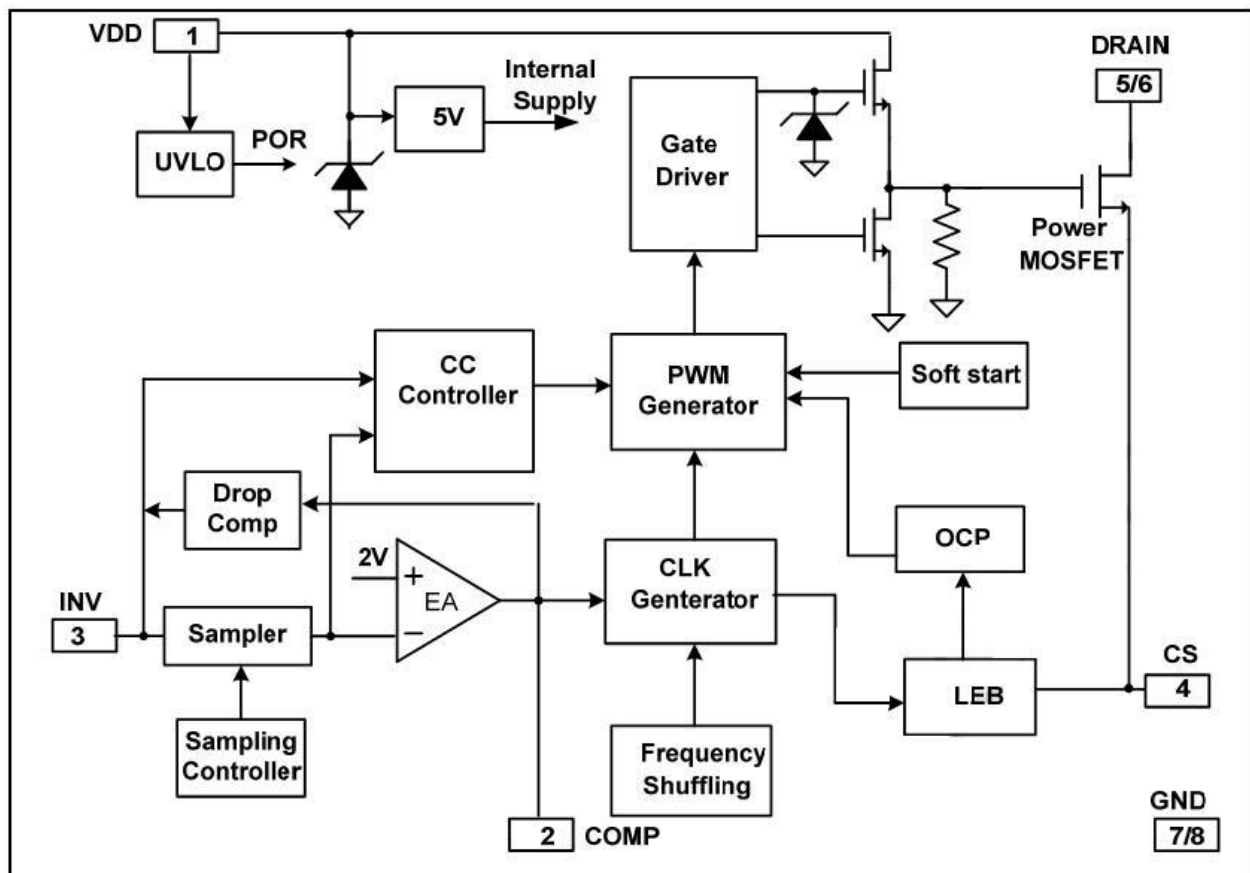 VDD
1
DRAIN
5/6
Internal
Supply
5V
UVLO
POR
Gate
Driver
Power
MOSFET
CC
Controller
PWM
Generator
Soft start
Drop
Comp
OCP
2V
+
EA
−
CLK
Genterator
INV
3
Sampler
CS
4
LEB
Sampling
Controller
Frequency
Shuffling
2
COMP
GND
7/8